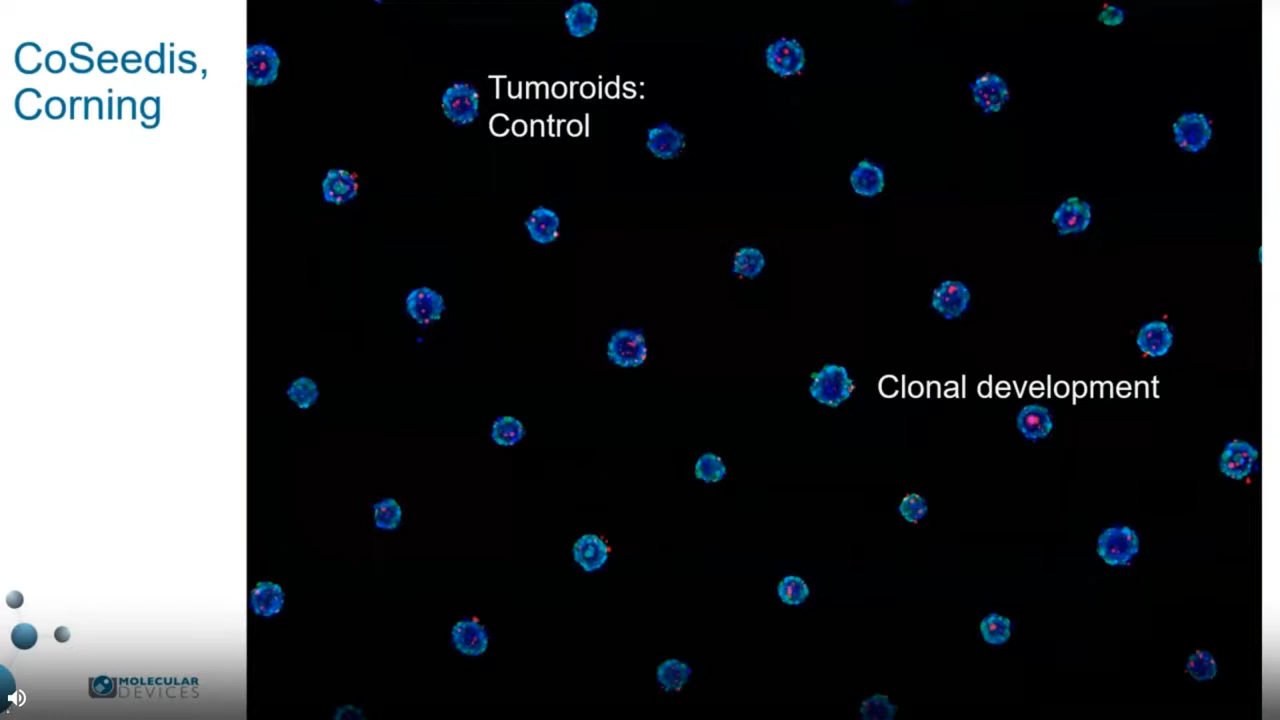 CoSeedis,
Corning
Tumoroids:
Control
Clonal development
MOLECULAR
DEVICES